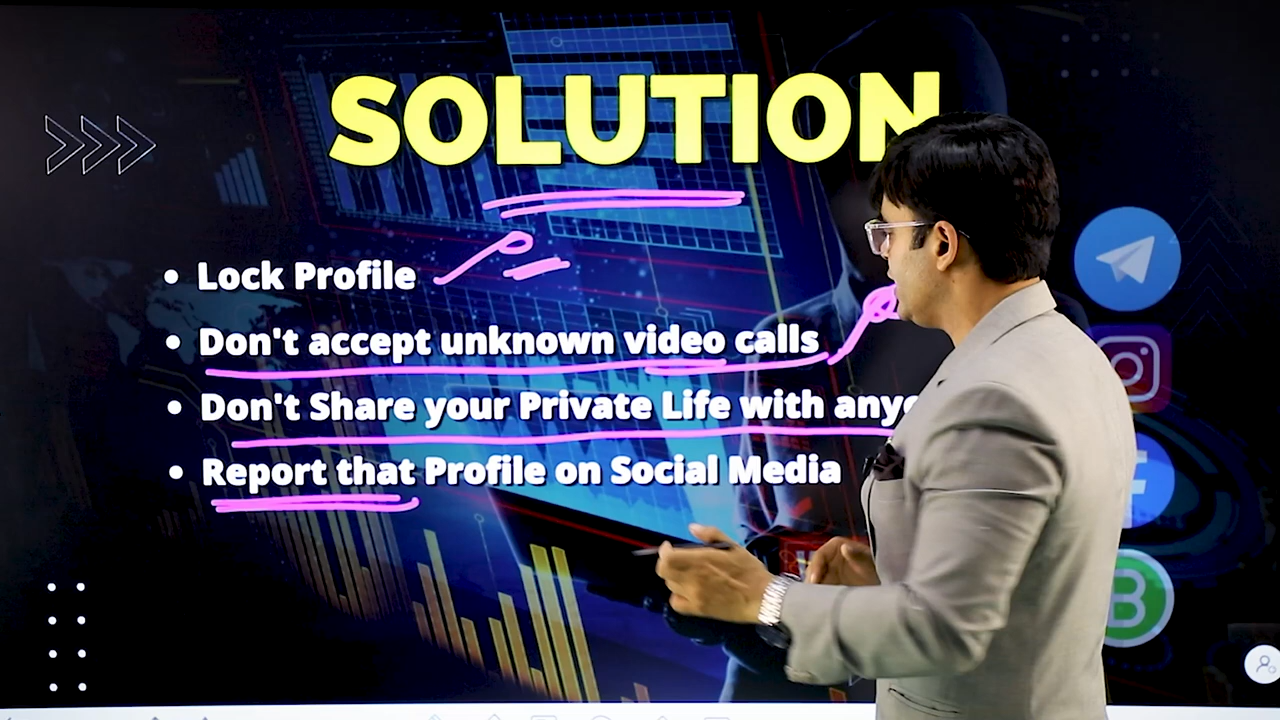 SOLUTION
• Lock Profile
• Don't accept unknown video calls
• Don't Share your Private Life with
• Report that Profile on Social Media